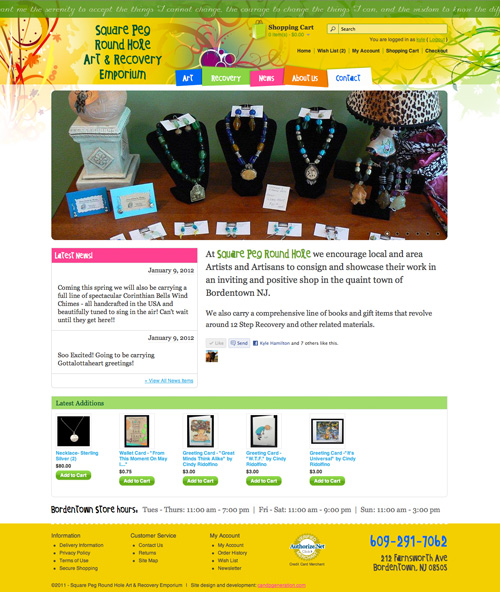 ont me the serenity to accept the things I cannot change, the courage to change the things I can, and the wisdom to know the dif
Square Peg
Round Hole
Art & Recovery
Emporium
Shopping Cart
0 item(s) - $0.00
Search
You are logged in as kyle ( Logout )
Home | Wish List (2) | My Account | Shopping Cart | Checkout
Art
Recovery
News
About Us
Contact
Latest News!
January 9, 2012
Coming this spring we will also be carrying a
full line of spectacular Corinthian Bells Wind
Chimes - all handcrafted in the USA and
beautifully tuned to sing in the air! Can't wait
until they get here!!
January 9, 2012
Soo Excited! Going to be carrying
Gottalottaheart greetings!
» View All News Items
At Square Peg Round Hole we encourage local and area
Artists and Artisans to consign and showcase their work in
an inviting and positive shop in the quaint town of
Bordentown NJ.
We also carry a comprehensive line of books and gift items that revolve
around 12 Step Recovery and other related materials.
Like
Send
Kyle Hamilton and 7 others like this.
Latest Additions
Necklace- Sterling
Silver (2)
$60.00
Add to Cart
Wallet Card - "From
This Moment On May
I..."
$0.75
Add to Cart
Greeting Card - "Great
Minds Think Alike" by
Cindy Ridolfino
$3.00
Add to Cart
Greeting Card -
"W.T.F." by Cindy
Ridolfino
$3.00
Add to Cart
Greeting Card -"It's
Universal" by Cindy
Ridolfino
$3.00
Add to Cart
Bordentown Store Hours: Tues - Thurs: 11:00 am - 7:00 pm | Fri - Sat: 11:00 am - 9:00 pm | Sun: 11:00 am - 3:00 pm
Information
Delivery Information
Privacy Policy
Terms of Use
Secure Shopping
Customer Service
Contact Us
Returns
Site Map
My Account
My Account
Order History
Wish List
Newsletter
Authorize.Net
Credit Card Merchant
609-291-7062
212 Farnsworth Ave
Bordentown, NJ 08505
©2011 - Square Peg Round Hole Art & Recovery Emporium | Site design and development: